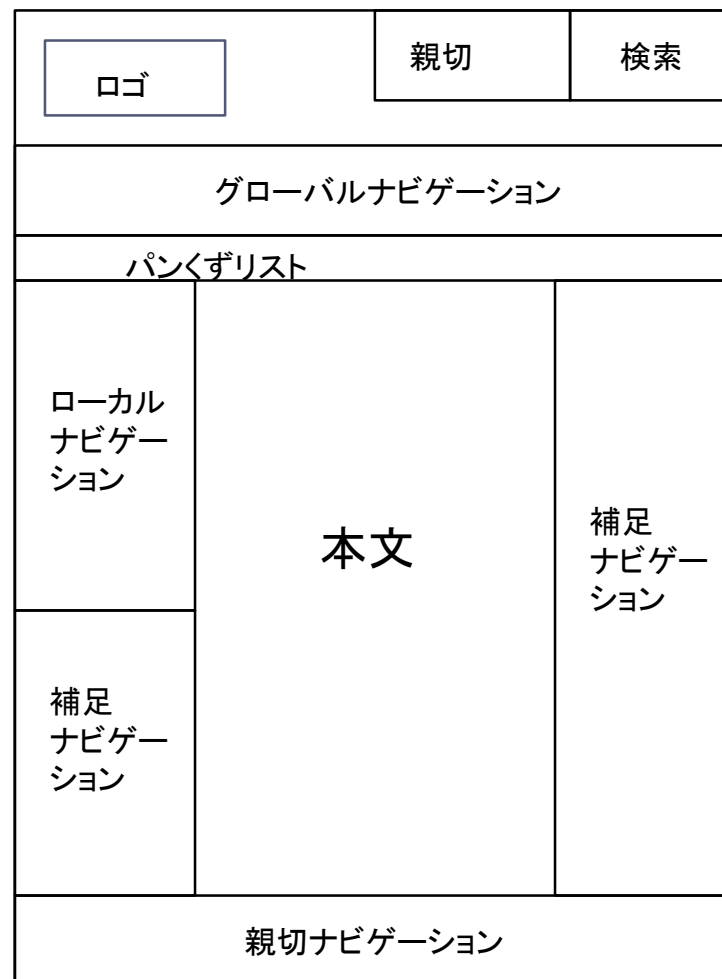 ロゴ
親切
検索
グローバルナビゲーション
パンくずリスト
ローカル
ナビゲー
ション
本文
補足
ナビゲー
ション
補足
ナビゲー
ション
親切ナビゲーション